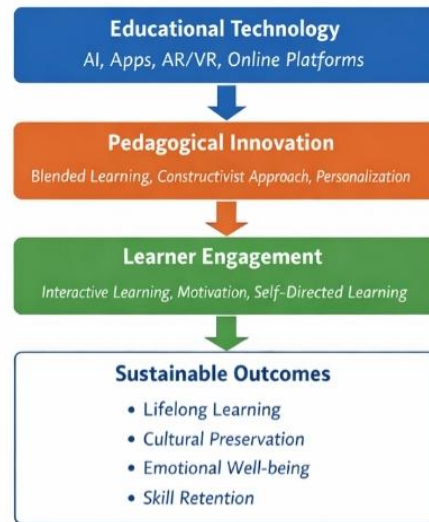 Educational Technology
AI, Apps, AR/VR, Online Platforms
Pedagogical Innovation
Blended Learning, Constructivist Approach, Personalization
Learner Engagement
Interactive Learning, Motivation, Self-Directed Learning
Sustainable Outcomes
• Lifelong Learning
• Cultural Preservation
• Emotional Well-being
• Skill Retention